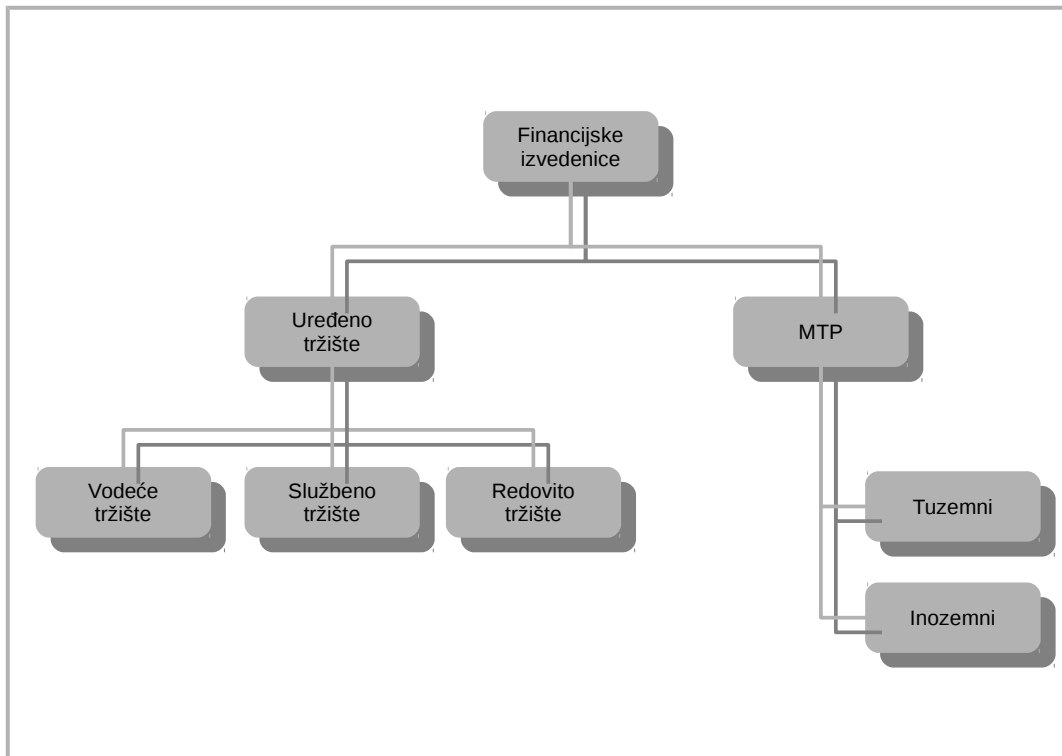 Financijske
izvedenice
Uređeno
tržište
MTP
Vodeće
tržište
Službeno
tržište
Redovito
tržište
Tuzemni
Inozemni